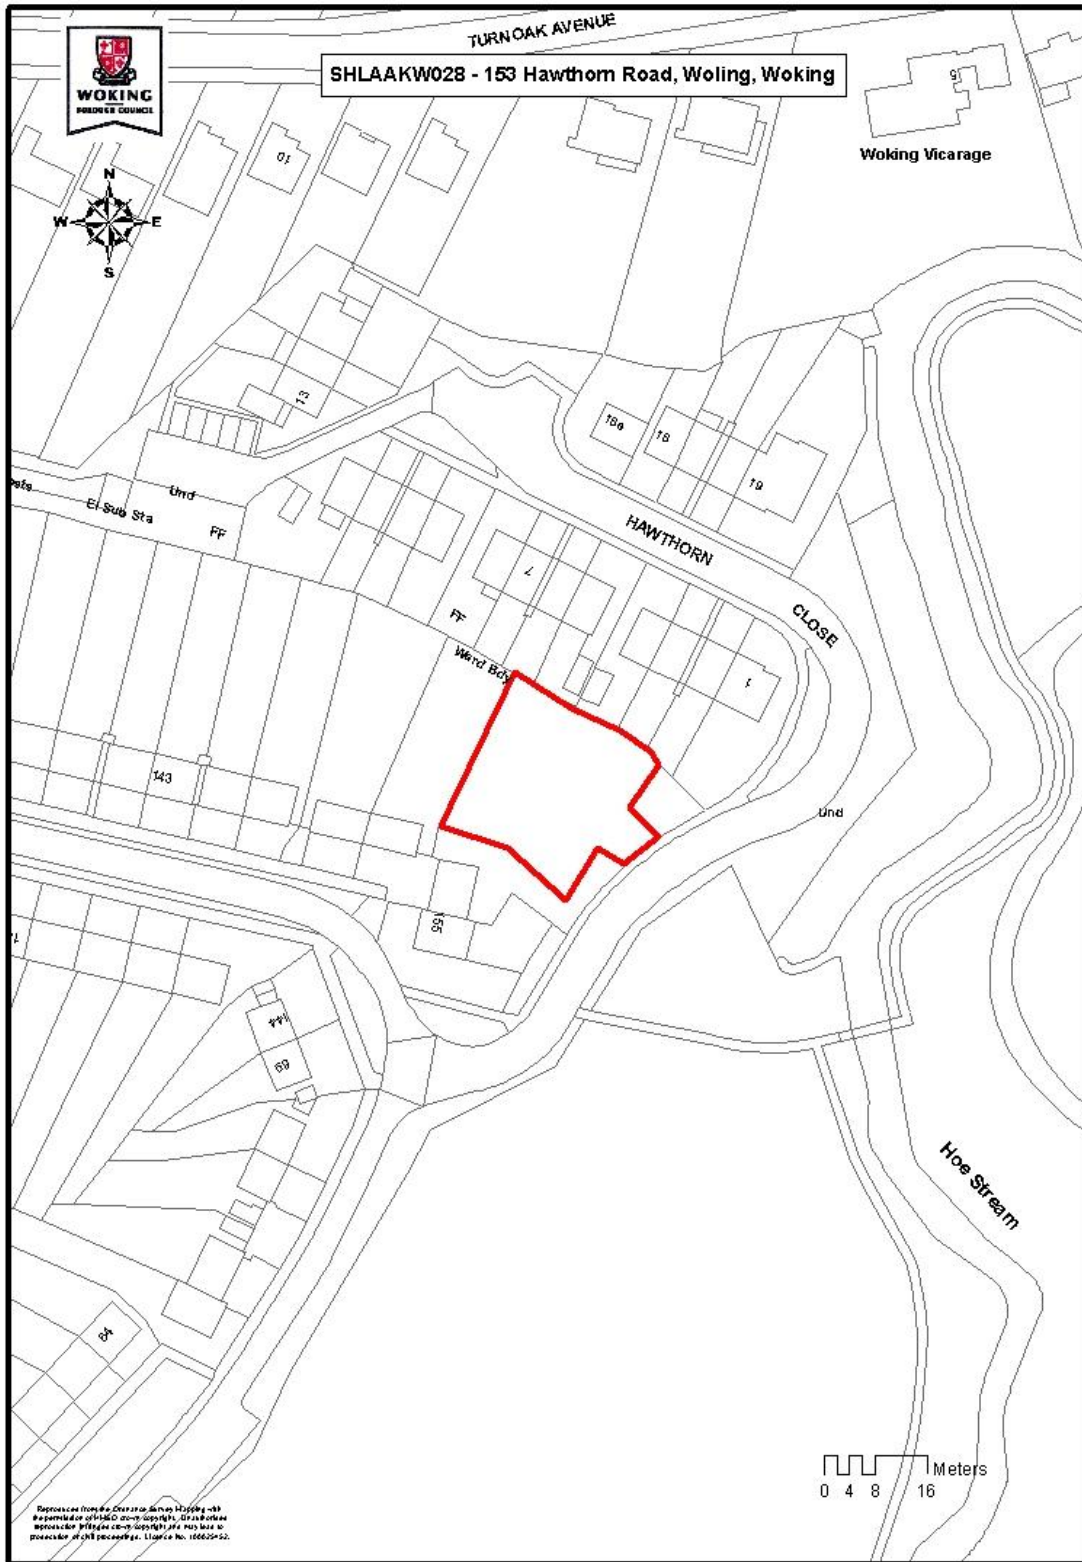 TURNOAK AVENUE
WOKING
BOROUGH COUNCIL
SHLAAKW028 - 153 Hawthorn Road, Woling, Woking
5
Woking Vicarage
10
N
W E
S
13
18a
18
19
Und
El Sub Sta
FF
HAWTHORN
CLOSE
7
FF
Ward Bdy
1
143
Und
155
144
69
Hoe Stream
84
Meters
0 4 8 16